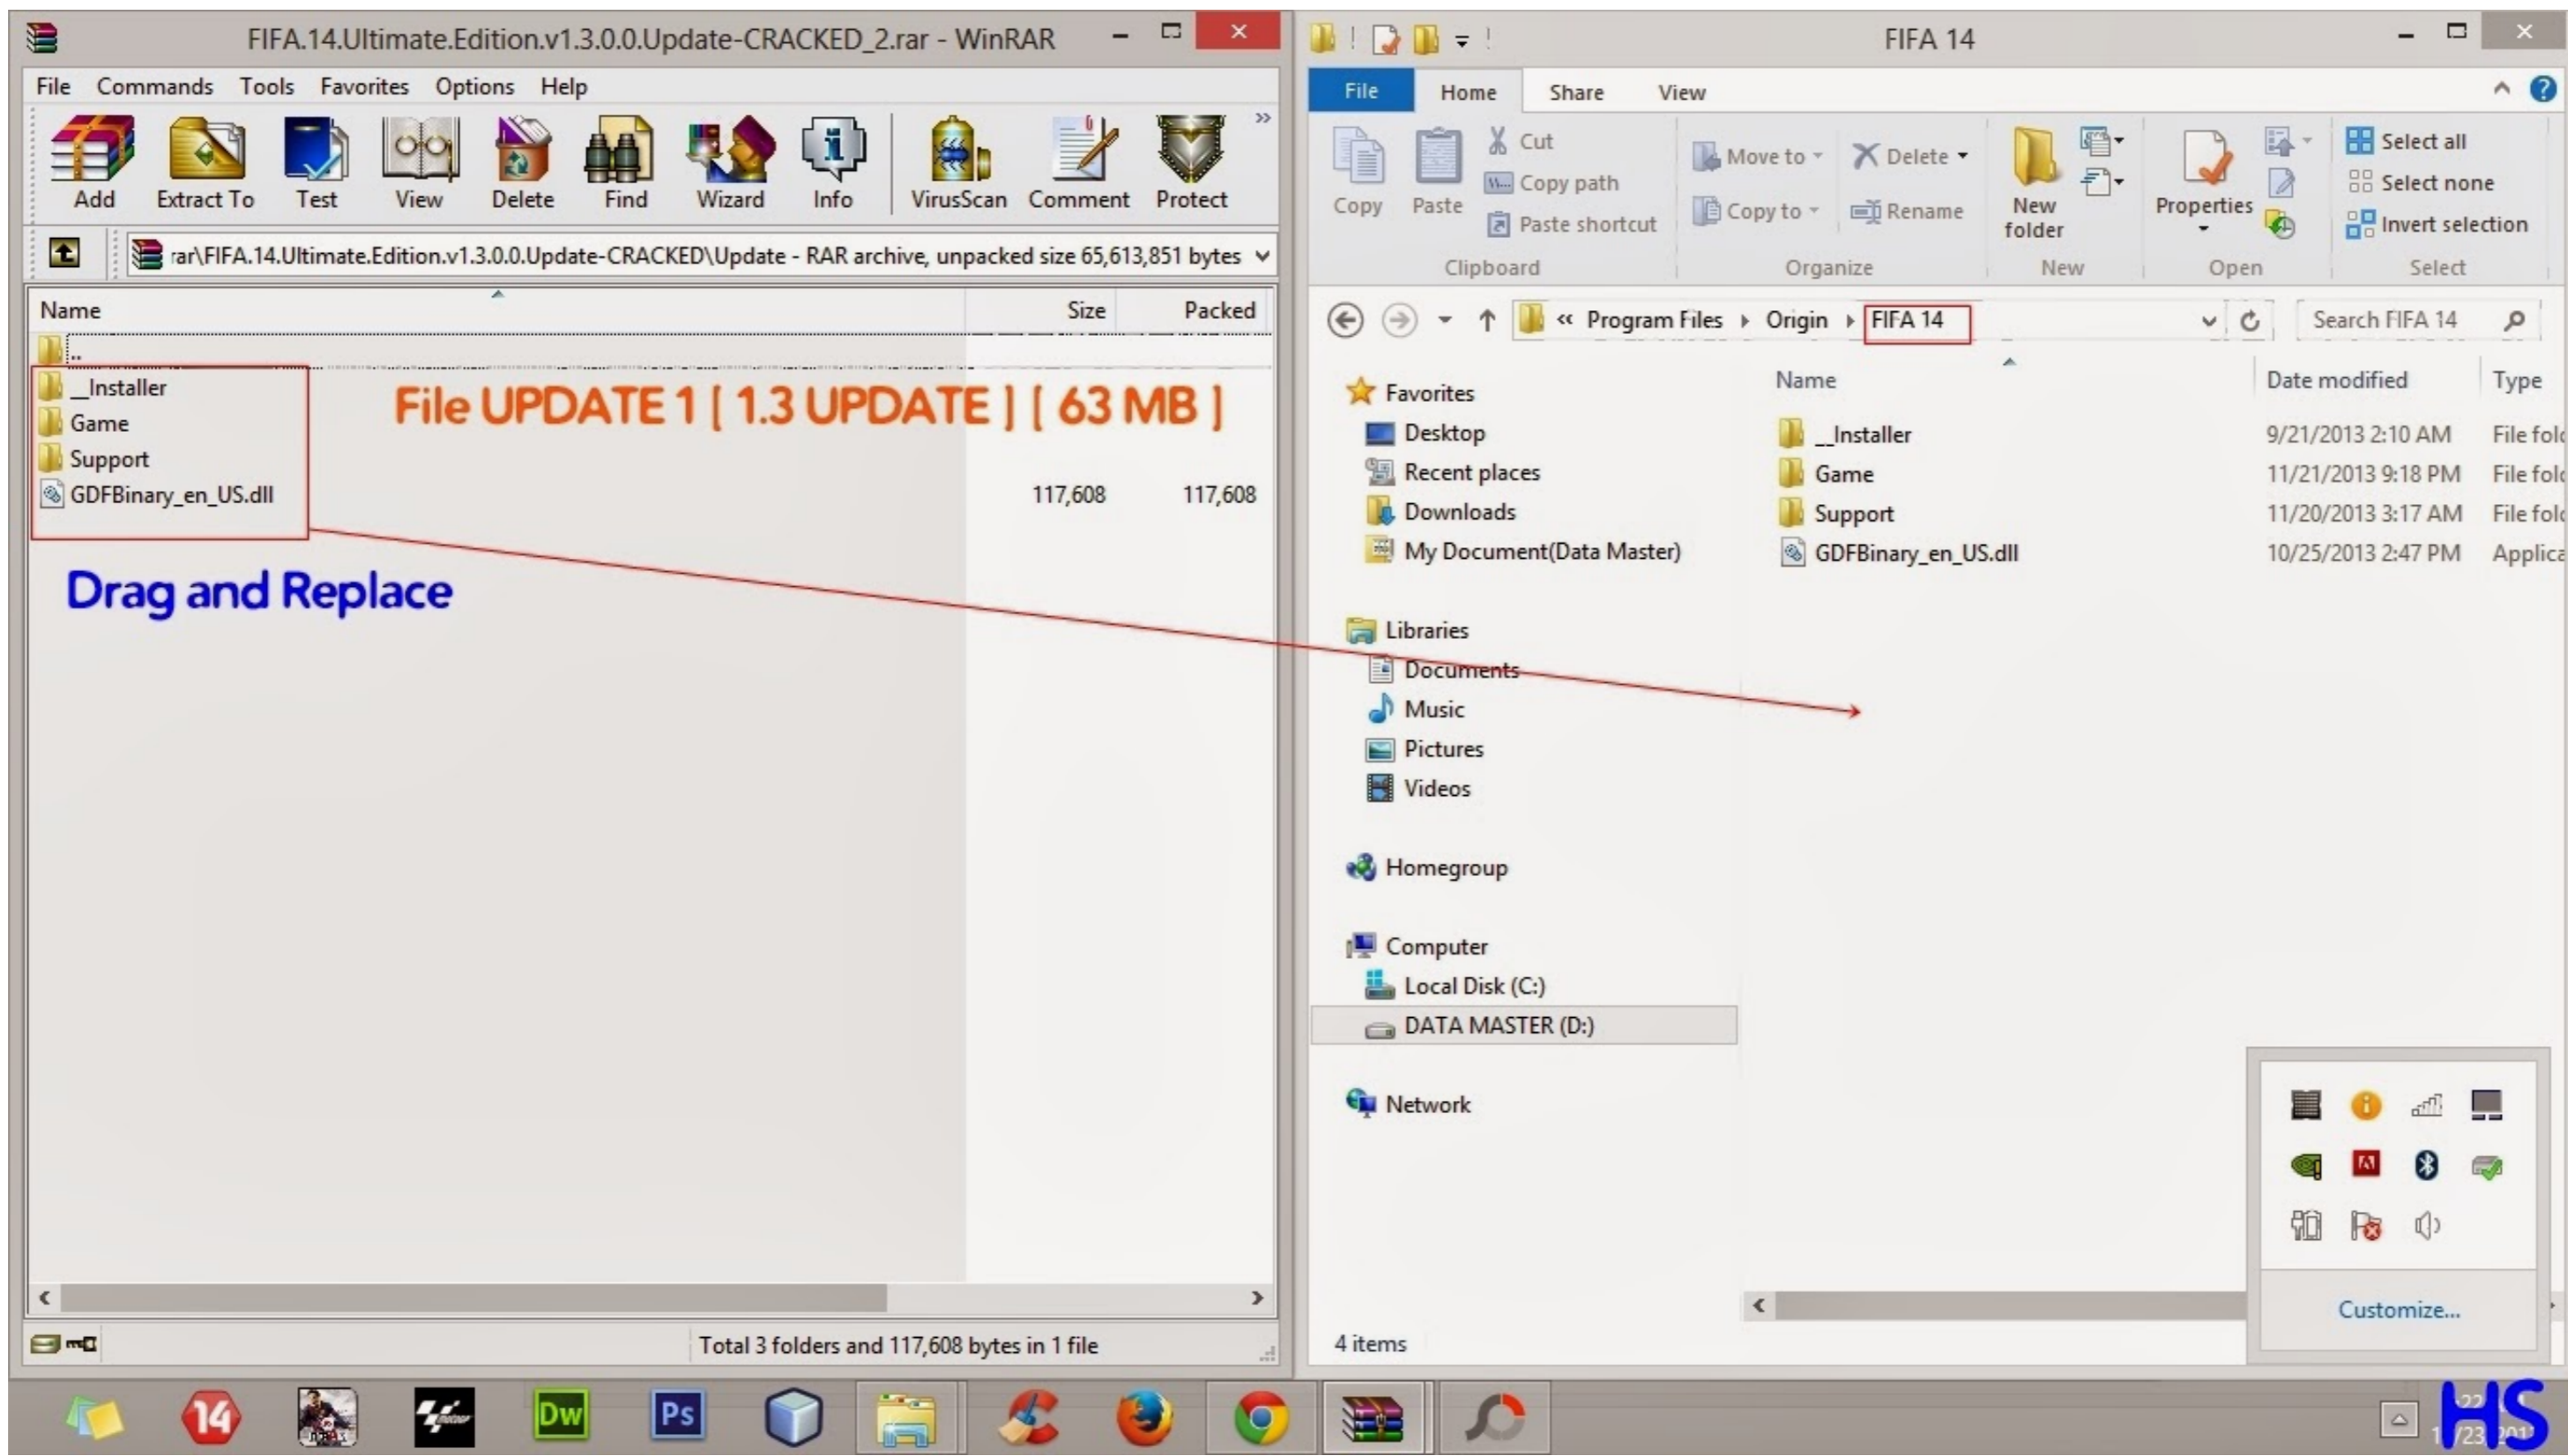 FIFA.14.Ultimate.Edition.v1.3.0.0.Update-CRACKED_2.rar - WinRAR
File Commands Tools Favorites Options Help
Add Extract To Test View Delete Find Wizard Info VirusScan Comment Protect
rar\FIFA.14.Ultimate.Edition.v1.3.0.0.Update-CRACKED\Update - RAR archive, unpacked size 65,613,851 bytes
Name Size Packed
..
__Installer
Game
Support
GDFBinary_en_US.dll 117,608 117,608
File UPDATE 1 [ 1.3 UPDATE ] [ 63 MB ]
Drag and Replace
Total 3 folders and 117,608 bytes in 1 file
FIFA 14
File Home Share View
Copy Paste
Cut
Copy path
Paste shortcut
Clipboard
Move to Delete
Copy to Rename
Organize
New folder
New
Properties
Open
Select all
Select none
Invert selection
Select
« Program Files Origin FIFA 14
Search FIFA 14
Favorites
Desktop
Recent places
Downloads
My Document(Data Master)
Libraries
Documents
Music
Pictures
Videos
Homegroup
Computer
Local Disk (C:)
DATA MASTER (D:)
Network
Name Date modified Type
__Installer 9/21/2013 2:10 AM File
Game 11/21/2013 9:18 PM File
Support 11/20/2013 3:17 AM File
GDFBinary_en_US.dll 10/25/2013 2:47 PM
4 items
Customize...
14
Dw
Ps
HS